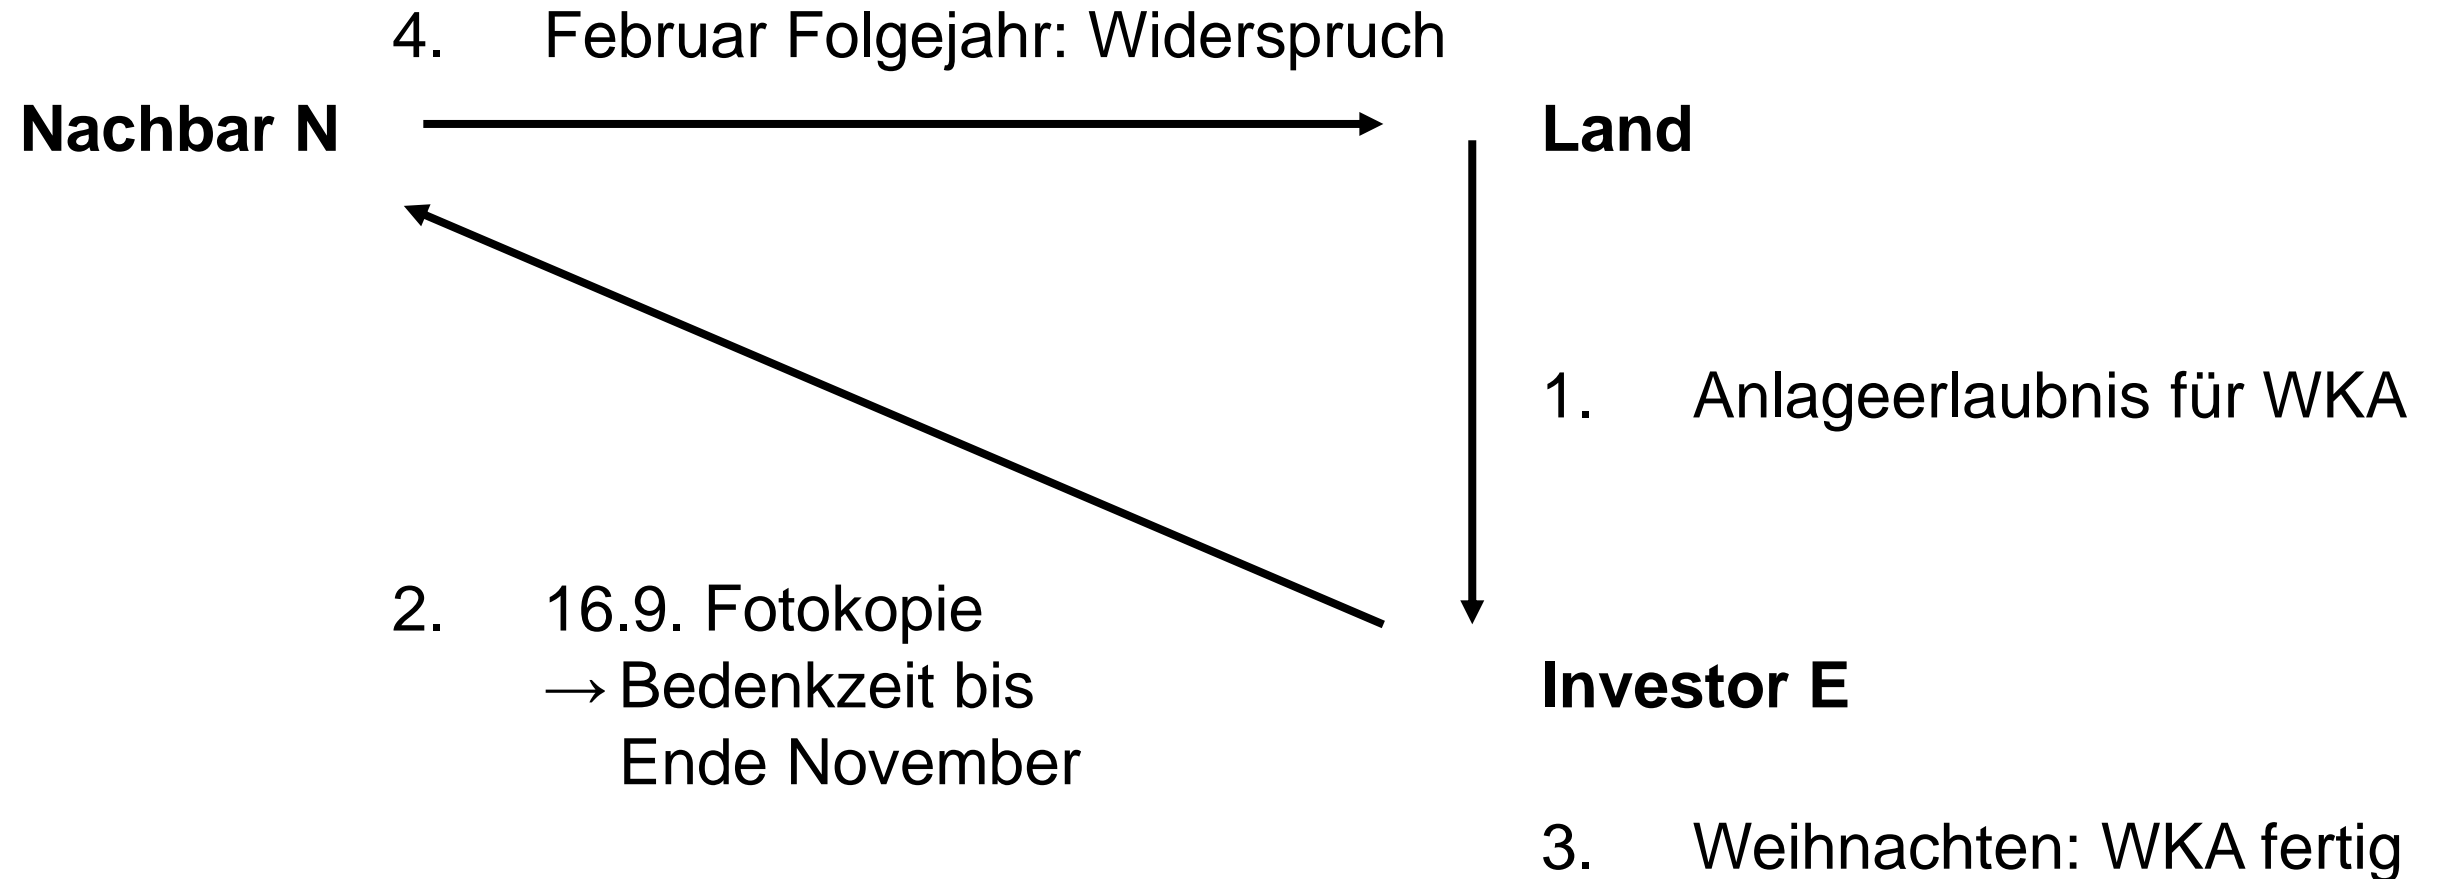 4. Februar Folgejahr: Widerspruch
Nachbar N
Land
1. Anlageerlaubnis für WKA
2. 16.9. Fotokopie
→ Bedenkzeit bis
Ende November
Investor E
3. Weihnachten: WKA fertig